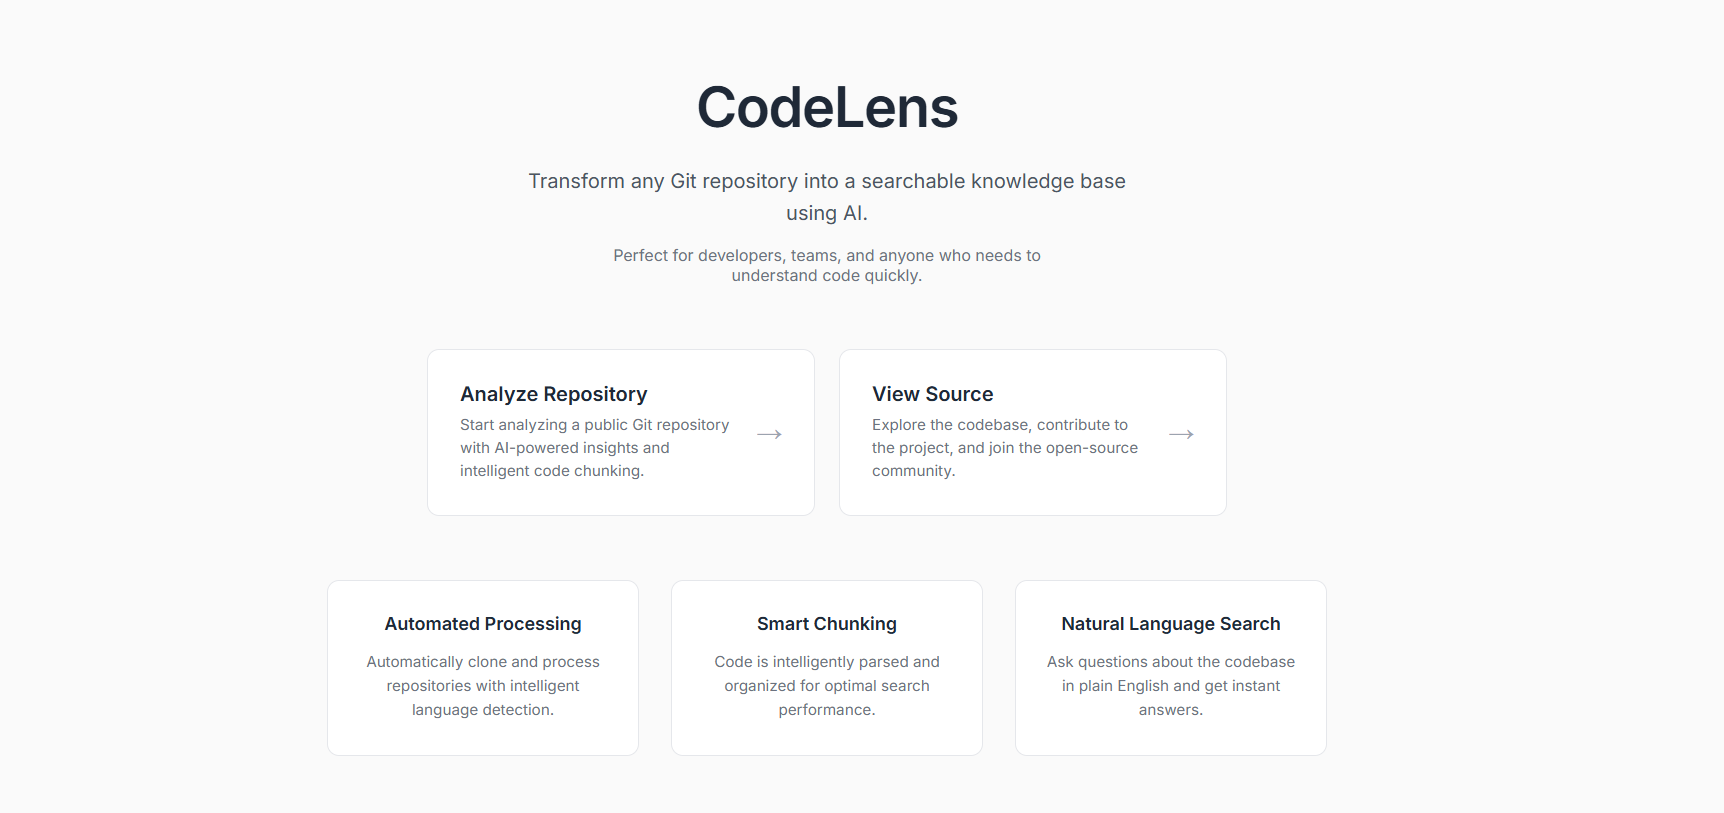 CodeLens
Transform any Git repository into a searchable knowledge base
using AI.
Perfect for developers, teams, and anyone who needs to
understand code quickly.
Analyze Repository
Start analyzing a public Git repository
with AI-powered insights and
intelligent code chunking.
→
View Source
Explore the codebase, contribute to
the project, and join the open-source
community.
→
Automated Processing
Automatically clone and process
repositories with intelligent
language detection.
Smart Chunking
Code is intelligently parsed and
organized for optimal search
performance.
Natural Language Search
Ask questions about the codebase
in plain English and get instant
answers.